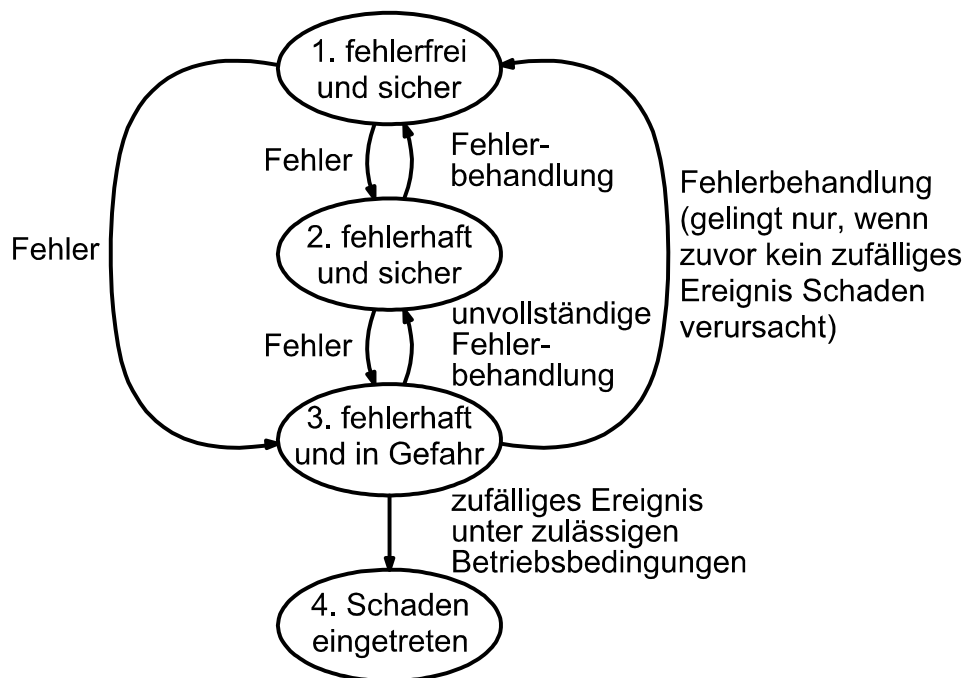 1. fehlerfrei
und sicher
Fehler
Fehler-
behandlung
Fehlerbehandlung
(gelingt nur, wenn
zuvor kein zufälliges
Ereignis Schaden
verursacht)
Fehler
2. fehlerhaft
und sicher
Fehler
unvollständige
Fehler-
behandlung
3. fehlerhaft
und in Gefahr
zufälliges Ereignis
unter zulässigen
Betriebsbedingungen
4. Schaden
eingetreten